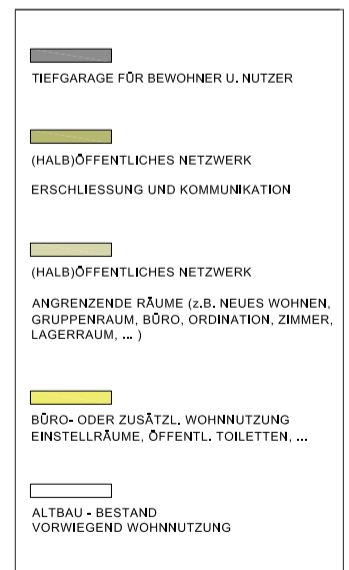 TIEFGARAGE FÜR BEWOHNER U. NUTZER
(HALB)ÖFFENTLICHES NETZWERK
ERSCHLIESSUNG UND KOMMUNIKATION
(HALB)ÖFFENTLICHES NETZWERK
ANGRENZENDE RÄUME (z.B. NEUES WOHNEN,
GRUPPENRAUM, BÜRO, ORDINATION, ZIMMER,
LAGERRAUM, ... )
BÜRO- ODER ZUSÄTZL. WOHNNUTZUNG
EINSTELLRÄUME, ÖFFENTL. TOILETTEN, ...
ALTBAU - BESTAND
VORWIEGEND WOHNNUTZUNG